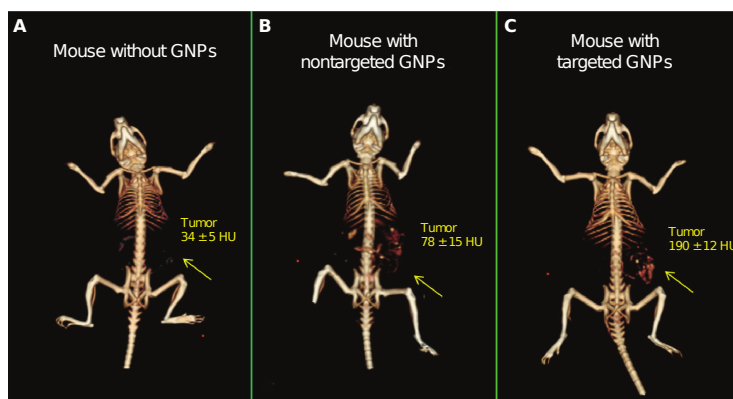 A
Mouse without GNPs
Tumor
34 ± 5 HU
B
Mouse with
nontargeted GNPs
Tumor
78 ± 15 HU
C
Mouse with
targeted GNPs
Tumor
190 ± 12 HU